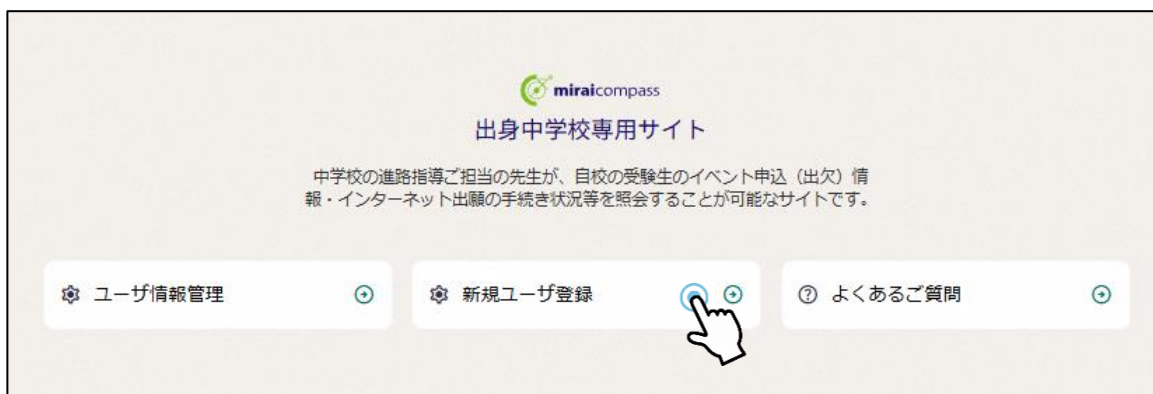 miraicompass
出身中学校専用サイト
中学校の進路指導ご担当の先生が、自校の受験生のイベント申込（出欠）情
報・インターネット出願の手続き状況等を照会することが可能なサイトです。
ユーザ情報管理
新規ユーザ登録
よくあるご質問